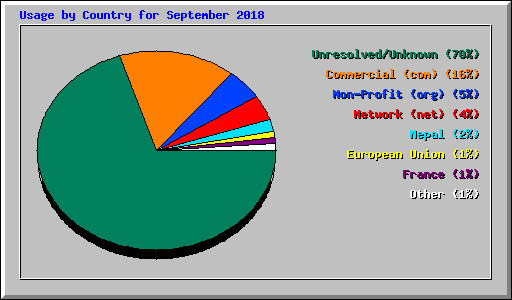 Usage by Country for September 2018
Unresolved/Unknown (70%)
Commercial (com) (16%)
Non-Profit (org) (5%)
Network (net) (4%)
Nepal (2%)
European Union (1%)
France (1%)
Other (1%)